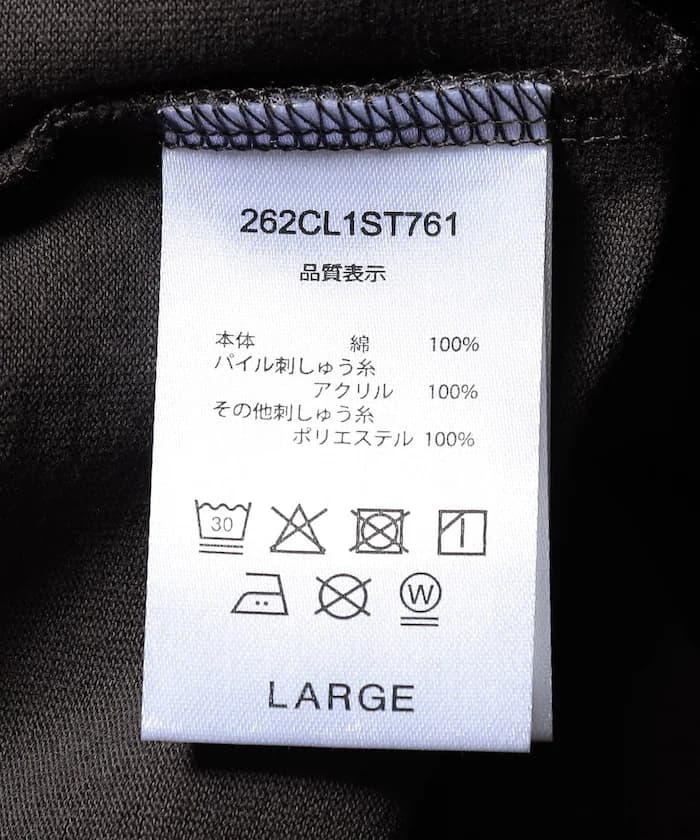 262CL1ST761
品質表示
本体 綿 100%
パイル刺しゅう糸
アクリル 100%
その他刺しゅう糸
ポリエステル 100%
30
W
LARGE